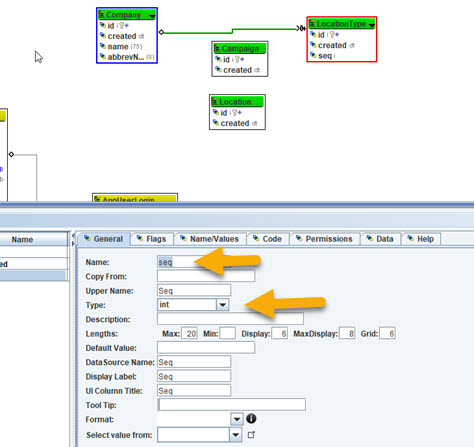 Company
id i
created dt
name (75)
abbrevN... (8)
LocationType
id i
created dt
seq i
Campaign
id i
created dt
Location
id i
created dt
AppUserLogin
Name
ed
General Flags Name/Values Code Permissions Data Help
Name: seq
Copy From:
Upper Name: Seq
Type: int
Description:
Lengths: Max: 20 Min: Display: 6 MaxDisplay: 8 Grid: 6
Default Value:
DataSource Name: Seq
Display Label: Seq
UI Column Title: Seq
Tool Tip:
Format:
Select value from: